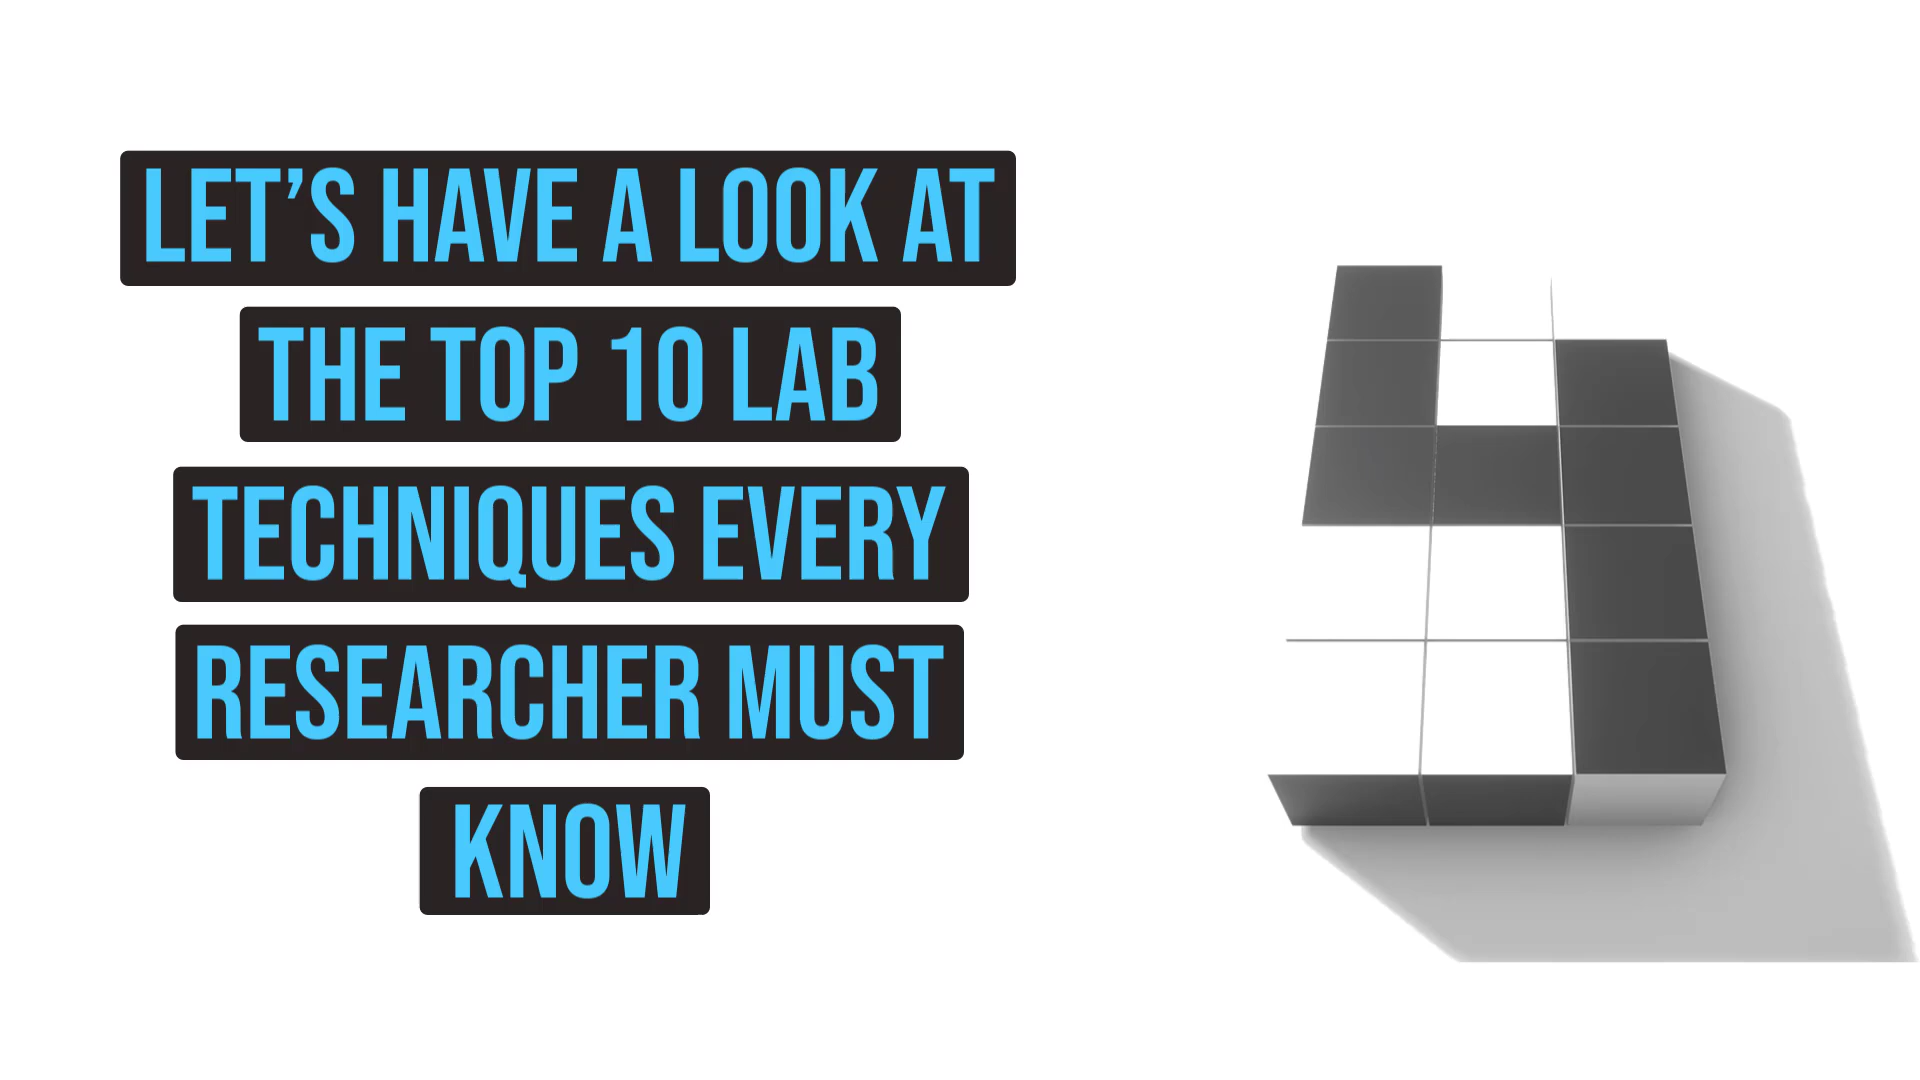 LET'S HAVE A LOOK AT
THE TOP 10 LAB
TECHNIQUES EVERY
RESEARCHER MUST
KNOW